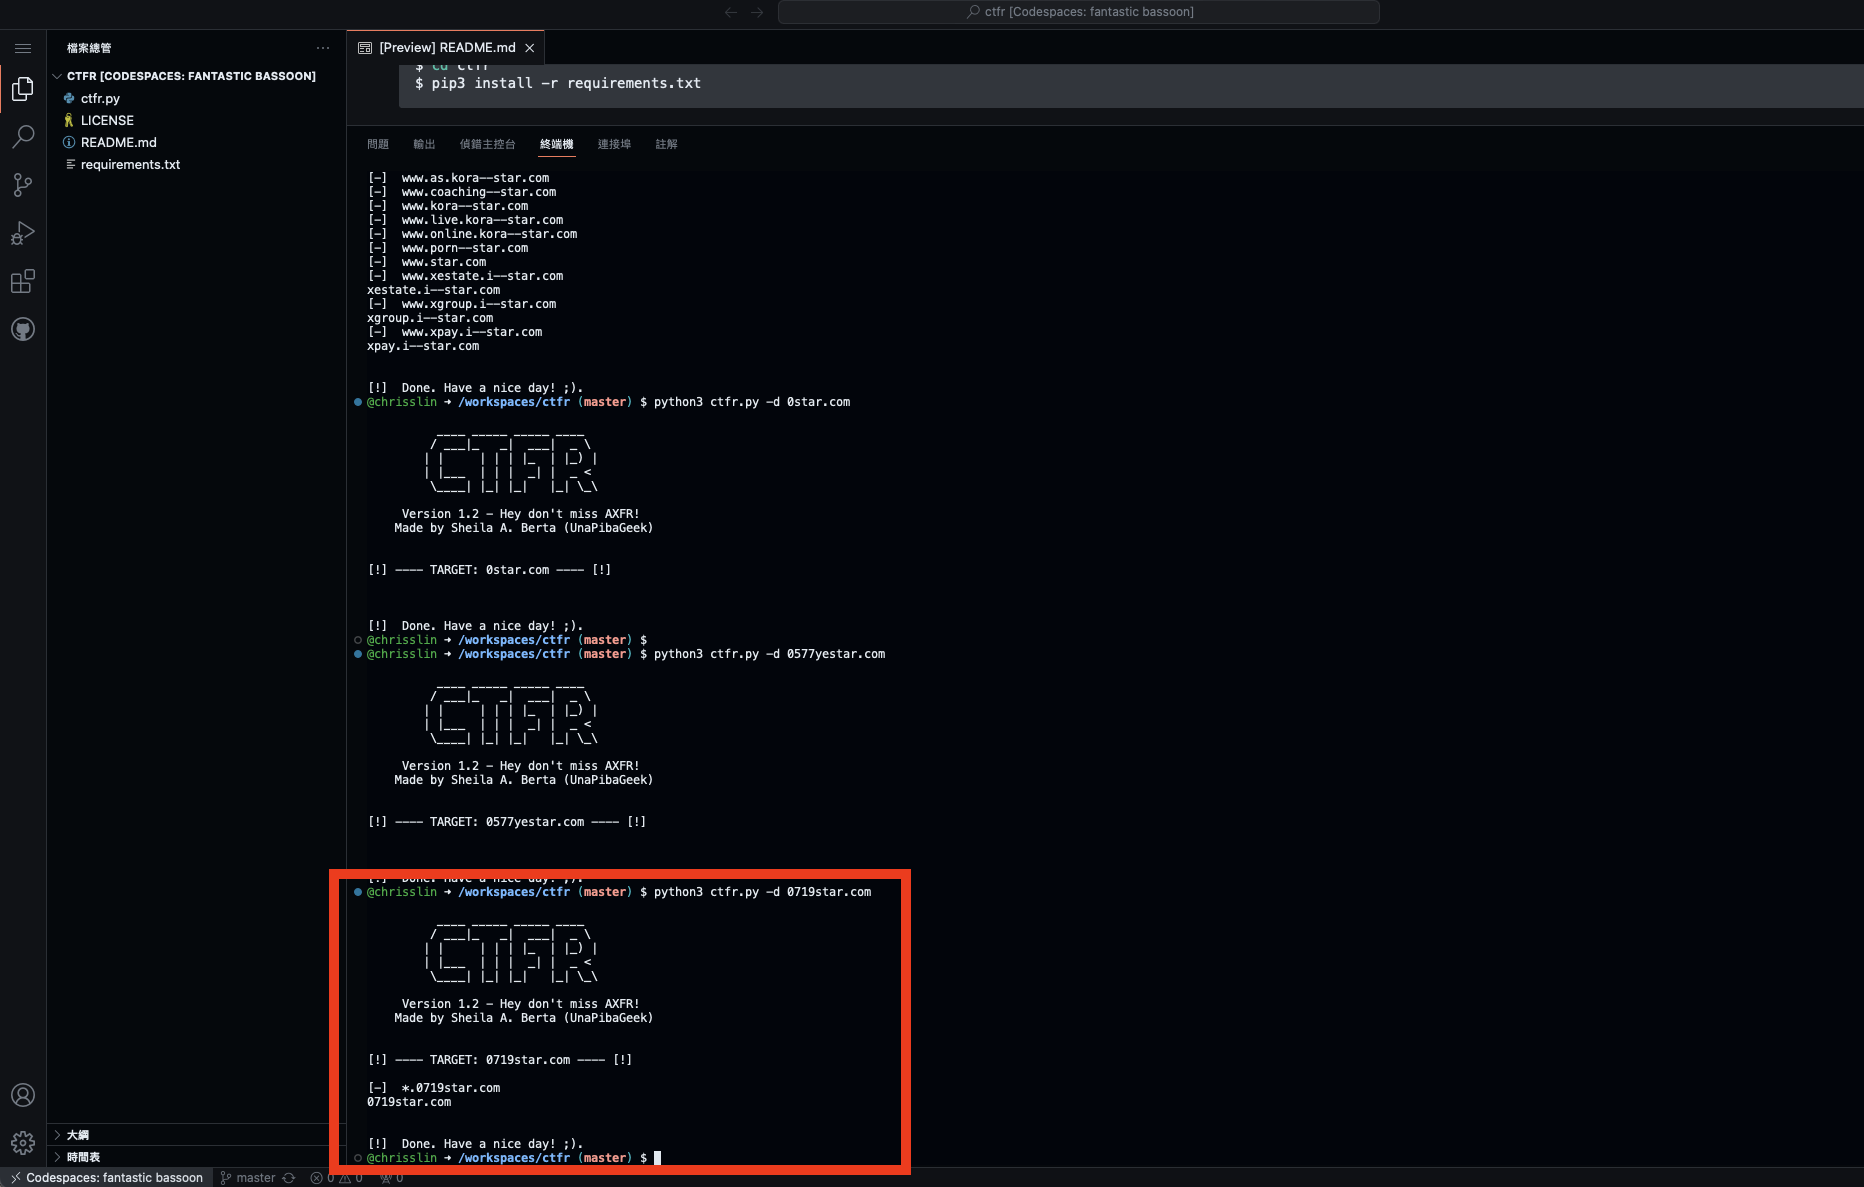 ctfr [Codespaces: fantastic bassoon]
檔案總管
[Preview] README.md
CTFR [CODESPACES: FANTASTIC BASSOON]
ctfr.py
LICENSE
README.md
requirements.txt
$ cd ctfr
$ pip3 install -r requirements.txt
問題 輸出 偵錯主控台 終端機 連接埠 註解
[-]  www.as.kora--star.com
[-]  www.coaching--star.com
[-]  www.kora--star.com
[-]  www.live.kora--star.com
[-]  www.online.kora--star.com
[-]  www.porn--star.com
[-]  www.star.com
[-]  www.xestate.i--star.com
xestate.i--star.com
[-]  www.xgroup.i--star.com
xgroup.i--star.com
[-]  www.xpay.i--star.com
xpay.i--star.com
[!]  Done. Have a nice day! ;).
@chrisslin ➜ /workspaces/ctfr (master) $ python3 ctfr.py -d 0star.com
CTFR
Version 1.2 - Hey don't miss AXFR!
Made by Sheila A. Berta (UnaPibaGeek)
[!] ---- TARGET: 0star.com ---- [!]
[!]  Done. Have a nice day! ;).
@chrisslin ➜ /workspaces/ctfr (master) $
@chrisslin ➜ /workspaces/ctfr (master) $ python3 ctfr.py -d 0577yestar.com
CTFR
Version 1.2 - Hey don't miss AXFR!
Made by Sheila A. Berta (UnaPibaGeek)
[!] ---- TARGET: 0577yestar.com ---- [!]
[!]  Done. Have a nice day! ;).
@chrisslin ➜ /workspaces/ctfr (master) $ python3 ctfr.py -d 0719star.com
CTFR
Version 1.2 - Hey don't miss AXFR!
Made by Sheila A. Berta (UnaPibaGeek)
[!] ---- TARGET: 0719star.com ---- [!]
[-]  *.0719star.com
0719star.com
[!]  Done. Have a nice day! ;).
@chrisslin ➜ /workspaces/ctfr (master) $
大綱
時間表
Codespaces: fantastic bassoon master 0 0 0